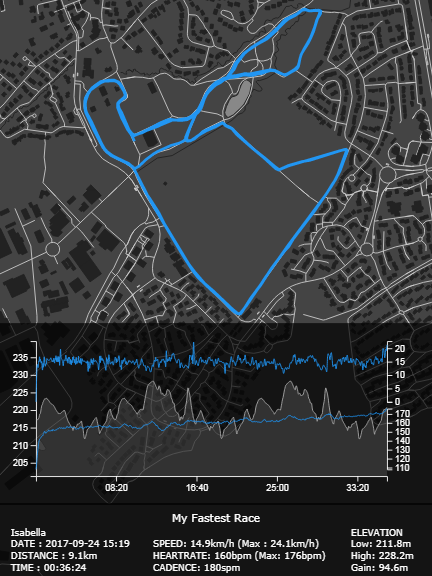 235
230
225
220
215
210
205
20
15
10
5
0
170
160
150
140
130
120
110
08:20 16:40 25:00 33:20
My Fastest Race
Isabella
DATE : 2017-09-24 15:19
DISTANCE : 9.1km
TIME : 00:36:24
SPEED: 14.9km/h (Max : 24.1km/h)
HEARTRATE: 160bpm (Max: 176bpm)
CADENCE: 180spm
ELEVATION
Low: 211.8m
High: 228.2m
Gain: 94.6m